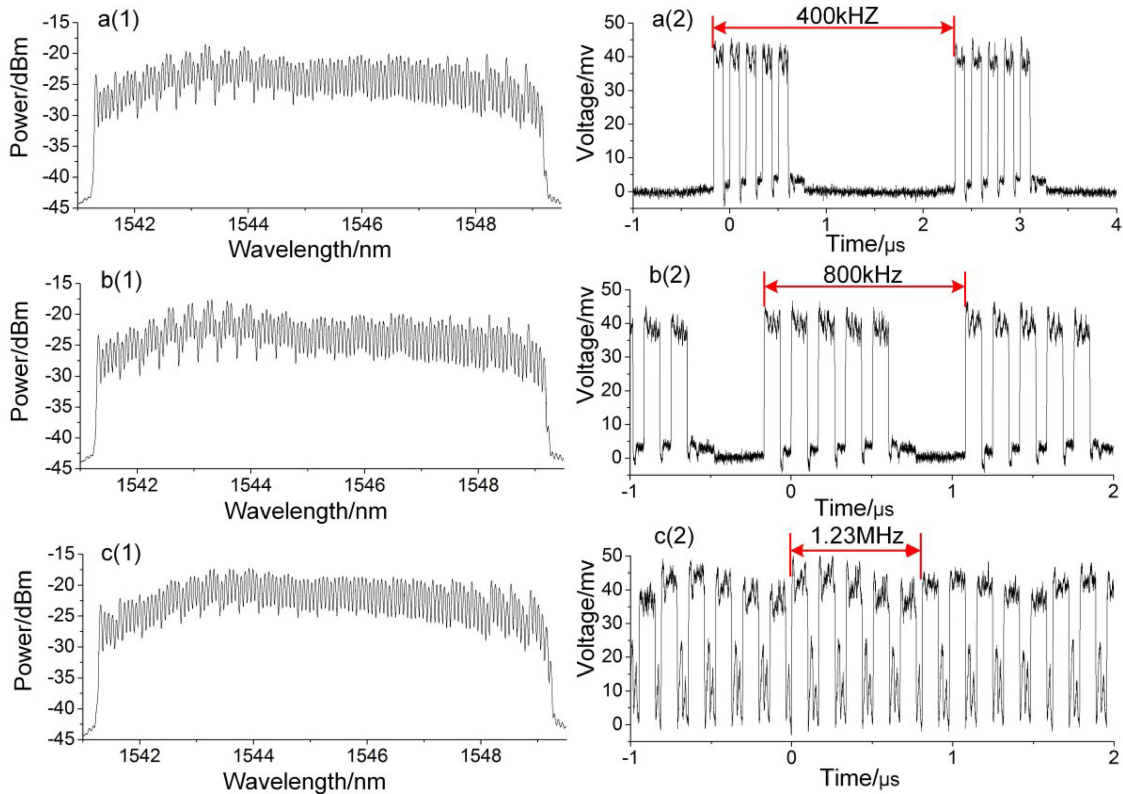 a(1)
-15
-20
-25
-30
-35
-40
-45
Power/dBm
1542 1544 1546 1548
Wavelength/nm
a(2)
400kHZ
50
40
30
20
10
0
Voltage/mv
-1 0 1 2 3 4
Time/μs
b(1)
-15
-20
-25
-30
-35
-40
-45
Power/dBm
1542 1544 1546 1548
Wavelength/nm
b(2)
800kHz
50
40
30
20
10
0
Voltage/mv
-1 0 1 2
Time/μs
c(1)
-15
-20
-25
-30
-35
-40
-45
Power/dBm
1542 1544 1546 1548
Wavelength/nm
c(2)
1.23MHz
50
40
30
20
10
0
Voltage/mv
-1 0 1 2
Time/μs